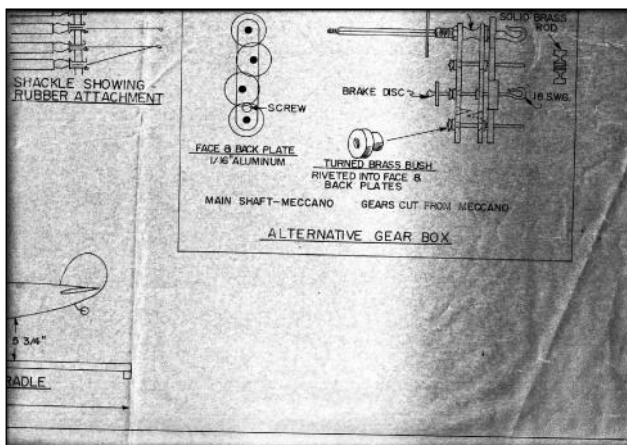 SHACKLE SHOWING
RUBBER ATTACHMENT
SCREW
FACE & BACK PLATE
1/16" ALUMINUM
SOLID BRASS
ROD
BRAKE DISC
18 SWG.
TURNED BRASS BUSH
RIVETED INTO FACE &
BACK PLATES
MAIN SHAFT-MECCANO
GEARS CUT FROM MECCANO
ALTERNATIVE GEAR BOX
5 3/4"
RADLE